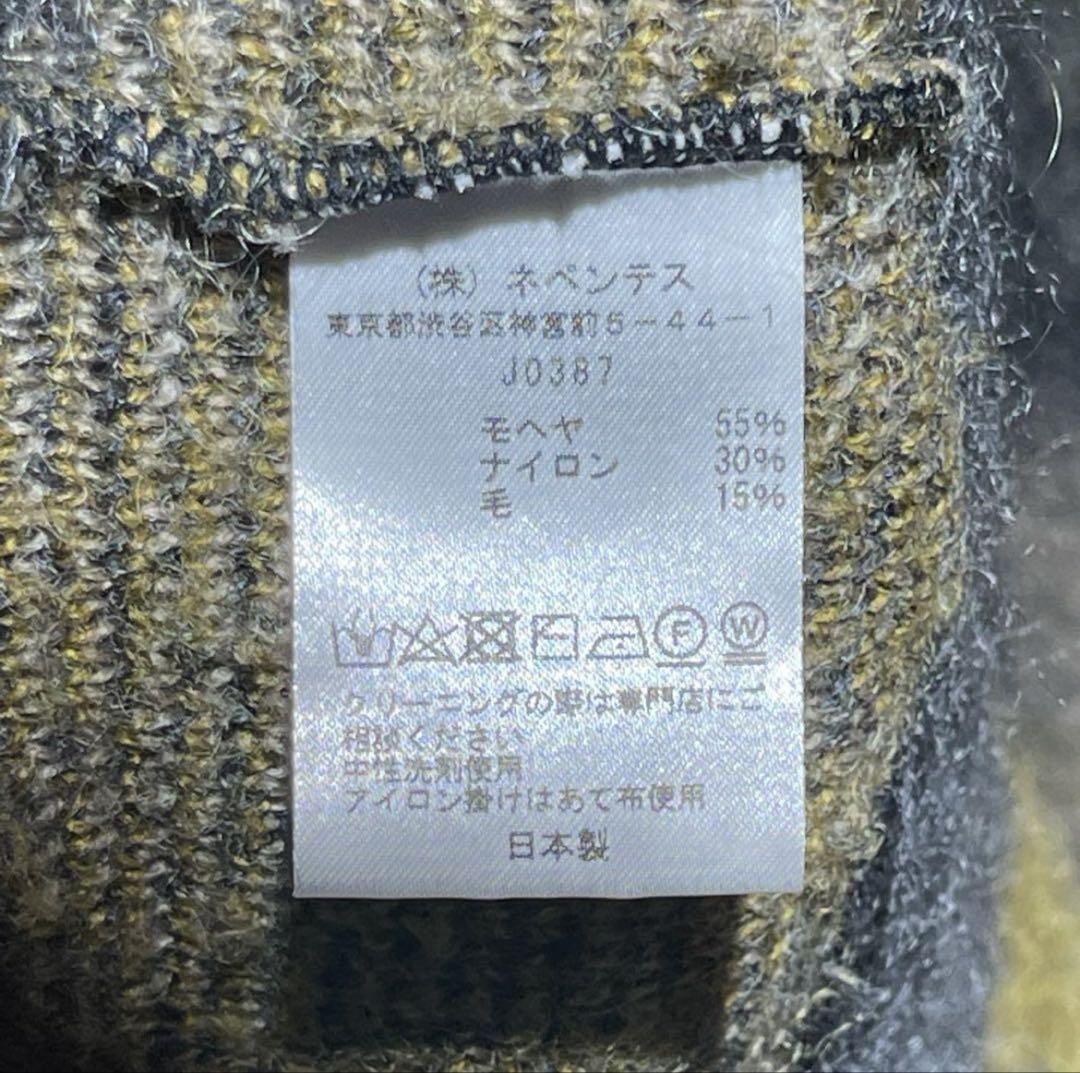 (株) ネペンテス
東京都渋谷区神宮前5-44-1
J0387
モヘヤ 55%
ナイロン 30%
毛 15%
F W
クリーニングの際は専門店にご
相談ください
中性洗剤使用
アイロン掛けはあて布使用
日本製